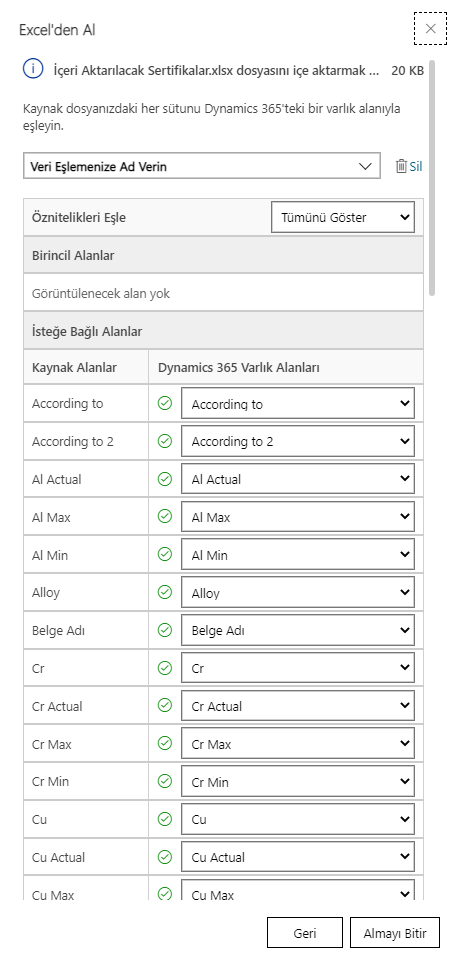 Excel'den Al
İçeri Aktarılacak Sertifikalar.xlsx dosyasını içe aktarmak ... 20 KB
Kaynak dosyanızdaki her sütunu Dynamics 365'teki bir varlık alanıyla
eşleyin.
Veri Eşlemenize Ad Verin Sil
Öznitelikleri Eşle Tümünü Göster
Birincil Alanlar
Görüntülenecek alan yok
İsteğe Bağlı Alanlar
Kaynak Alanlar Dynamics 365 Varlık Alanları
According to According to
According to 2 According to 2
Al Actual Al Actual
Al Max Al Max
Al Min Al Min
Alloy Alloy
Belge Adı Belge Adı
Cr Cr
Cr Actual Cr Actual
Cr Max Cr Max
Cr Min Cr Min
Cu Cu
Cu Actual Cu Actual
Cu Max Cu Max
Geri Almayı Bitir